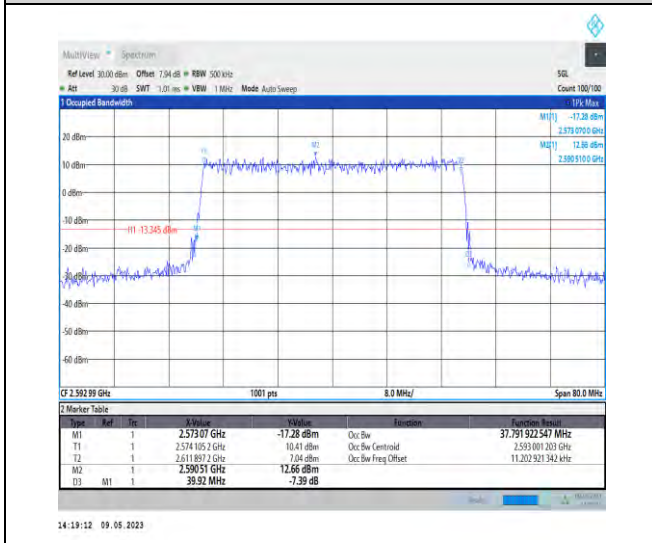 MultiView Spectrum
Ref Level 30.00 dBm Offset 7.94 dB RBW 500 kHz SGL
Att 30 dB SWT 1.01 ms VBW 1 MHz Mode Auto Sweep Count 100/100
1 Occupied Bandwidth 1Pk Max
M1[1] -17.28 dBm
2.573 070 0 GHz
M2[1] 12.66 dBm
2.590 510 0 GHz
20 dBm
M2
10 dBm
0 dBm
-10 dBm
H1 -13.345 dBm
-20 dBm
-30 dBm
-40 dBm
-50 dBm
-60 dBm
CF 2.592 99 GHz 1001 pts 8.0 MHz/ Span 80.0 MHz
2 Marker Table
Type Ref Trc X-Value Y-Value Function Function Result
M1 1 2.573 07 GHz -17.28 dBm Occ Bw 37.791 922 547 MHz
T1 1 2.574 105 2 GHz 10.41 dBm Occ Bw Centroid 2.593 001 203 GHz
T2 1 2.611 897 2 GHz 7.04 dBm Occ Bw Freq Offset 11.202 921 342 kHz
M2 1 2.590 51 GHz 12.66 dBm
D3 M1 1 39.92 MHz -7.39 dB
14:19:12 09.05.2023